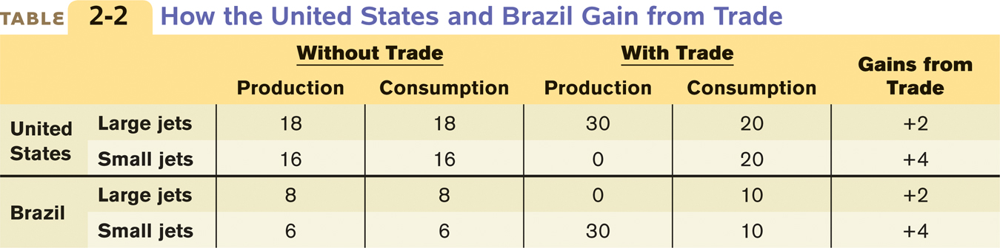 TABLE 2-2 How the United States and Brazil Gain from Trade
Without Trade With Trade Gains from Trade
Production Consumption Production Consumption
United States Large jets 18 18 30 20 +2
Small jets 16 16 0 20 +4
Brazil Large jets 8 8 0 10 +2
Small jets 6 6 30 10 +4